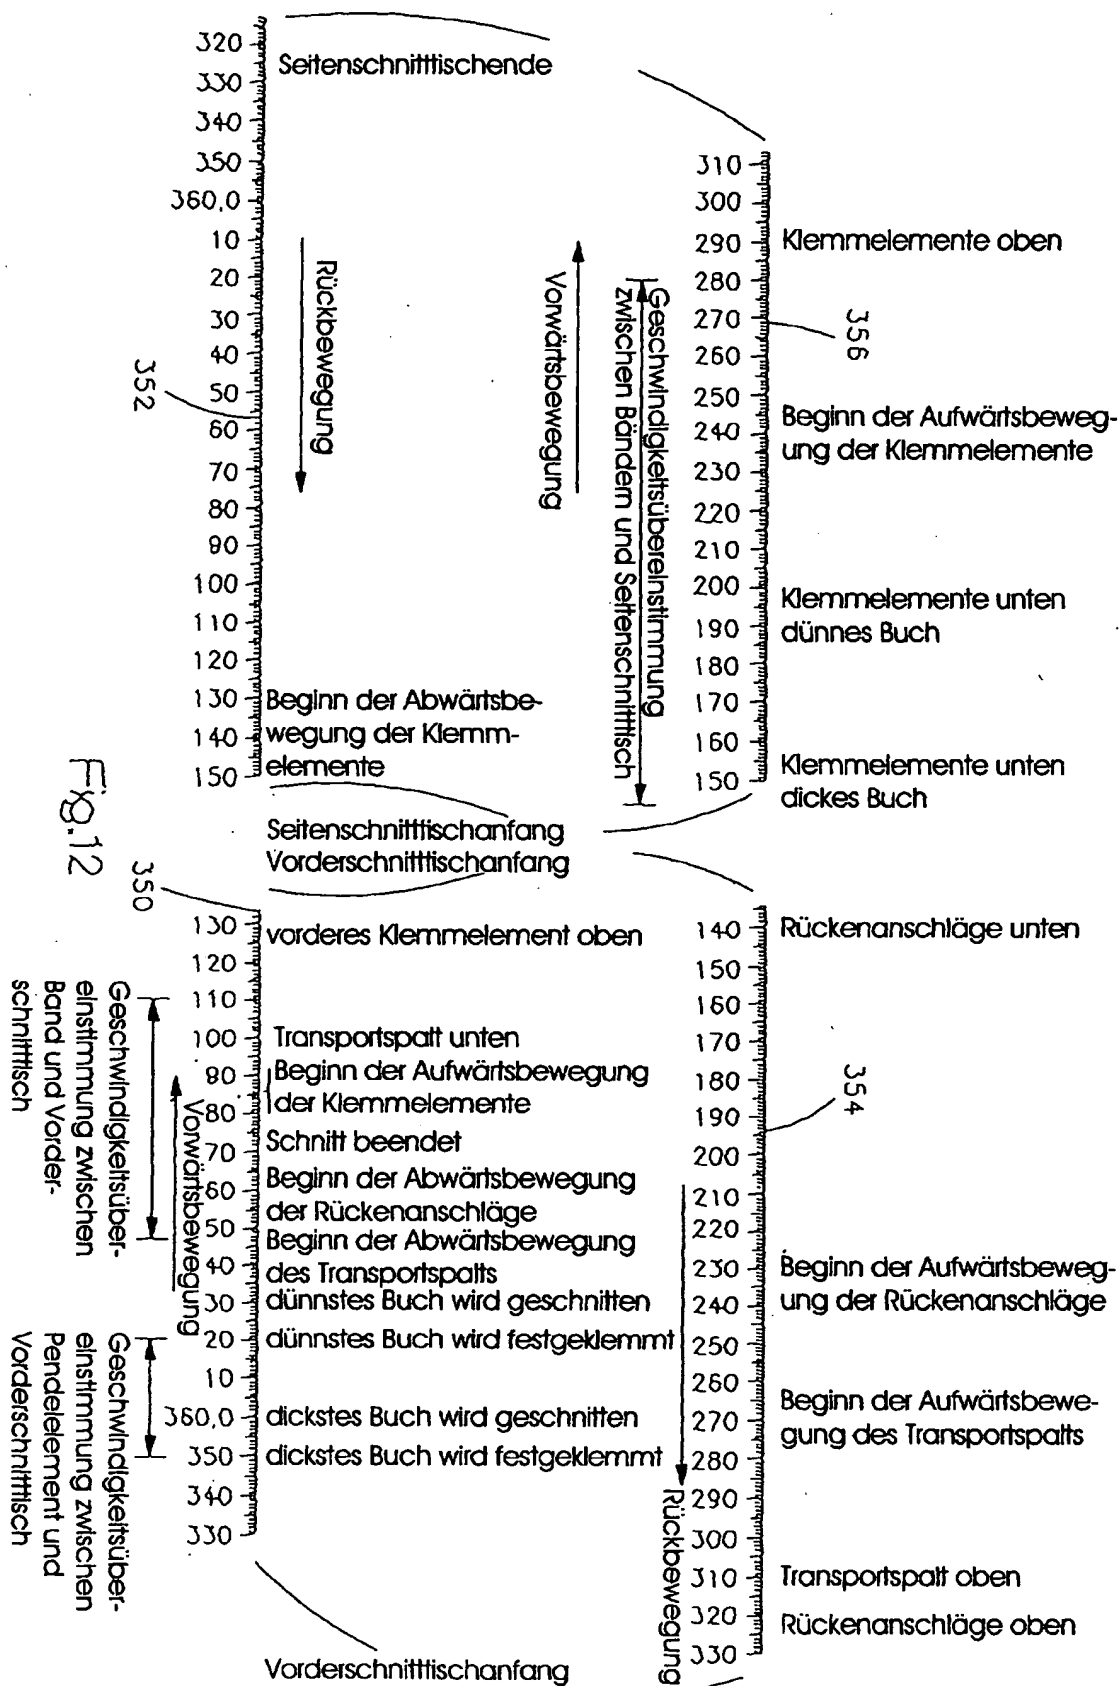 320
330
340
350
360,0
10
20
30
40
50
60
70
80
90
100
110
120
130
140
150
Seitenschnitttischende
Rückbewegung
352
Beginn der Abwärtsbe-
wegung der Klemm-
elemente
Vorwärtsbewegung
Geschwindigkeitsübereinstimmung
zwischen Bändern und Seitenschnitttisch
310
300
290
280
270
260
250
240
230
220
210
200
190
180
170
160
150
Klemmelemente oben
356
Beginn der Aufwärtsbeweg-
ung der Klemmelemente
Klemmelemente unten
dünnes Buch
Klemmelemente unten
dickes Buch
Seitenschnitttischanfang
Vorderschnitttischanfang
Fig.12
350
130
120
110
100
90
80
70
60
50
40
30
20
10
360,0
350
340
330
vorderes Klemmelement oben
Transportspalt unten
Beginn der Aufwärtsbewegung
der Klemmelemente
Schnitt beendet
Beginn der Abwärtsbewegung
der Rückenanschläge
Beginn der Abwärtsbewegung
des Transportspalts
dünnstes Buch wird geschnitten
dünnstes Buch wird festgeklemmt
dickstes Buch wird geschnitten
dickstes Buch wird festgeklemmt
Vorwärtsbewegung
Geschwindigkeitsüber-
einstimmung zwischen
Band und Vorder-
schnitttisch
Geschwindigkeitsüber-
einstimmung zwischen
Pendelelement und
Vorderschnitttisch
Vorderschnitttischanfang
140
150
160
170
180
190
200
210
220
230
240
250
260
270
280
290
300
310
320
330
Rückenanschläge unten
354
Beginn der Aufwärtsbeweg-
ung der Rückenanschläge
Beginn der Aufwärtsbewe-
gung des Transportspalts
Transportspalt oben
Rückenanschläge oben
Rückbewegung